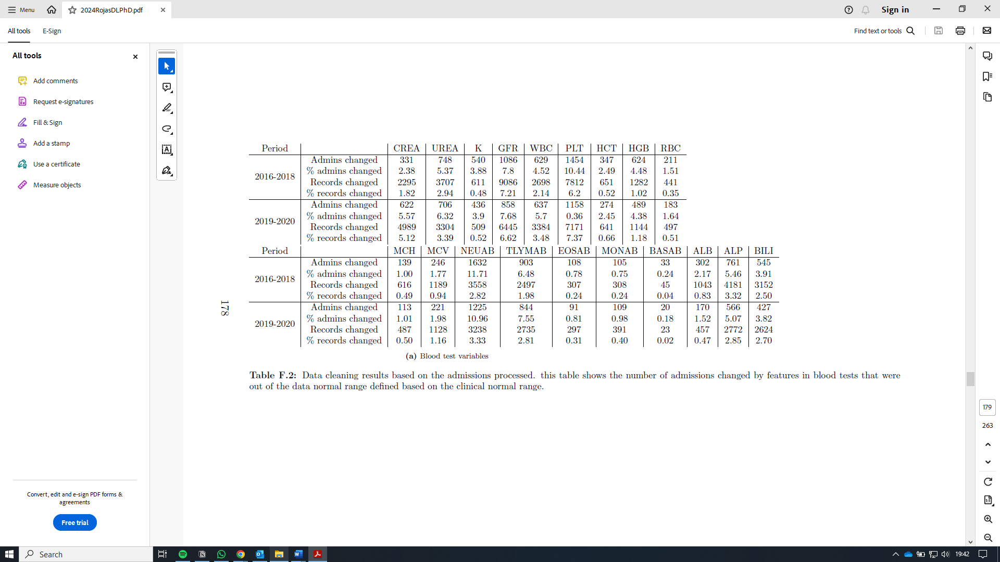 Menu
2024RojasDLPhD.pdf
Sign in
All tools
E-Sign
Find text or tools
All tools
Add comments
Request e-signatures
Fill & Sign
Add a stamp
Use a certificate
Measure objects
Convert, edit and e-sign PDF forms &
agreements
Free trial
Period CREA UREA K GFR WBC PLT HCT HGB RBC
2016-2018
Admins changed 331 748 540 1086 629 1454 347 624 211
% admins changed 2.38 5.37 3.88 7.8 4.52 10.44 2.49 4.48 1.51
Records changed 2295 3707 611 9086 2698 7812 651 1282 441
% records changed 1.82 2.94 0.48 7.21 2.14 6.2 0.52 1.02 0.35
2019-2020
Admins changed 622 706 436 858 637 1158 274 489 183
% admins changed 5.57 6.32 3.9 7.68 5.7 0.36 2.45 4.38 1.64
Records changed 4989 3304 509 6445 3384 7171 641 1144 497
% records changed 5.12 3.39 0.52 6.62 3.48 7.37 0.66 1.18 0.51
Period MCH MCV NEUAB TLYMAB EOSAB MONAB BASAB ALB ALP BILI
2016-2018
Admins changed 139 246 1632 903 108 105 33 302 761 545
% admins changed 1.00 1.77 11.71 6.48 0.78 0.75 0.24 2.17 5.46 3.91
Records changed 616 1189 3558 2497 307 308 45 1043 4181 3152
% records changed 0.49 0.94 2.82 1.98 0.24 0.24 0.04 0.83 3.32 2.50
2019-2020
Admins changed 113 221 1225 844 91 109 20 170 566 427
% admins changed 1.01 1.98 10.96 7.55 0.81 0.98 0.18 1.52 5.07 3.82
Records changed 487 1128 3238 2735 297 391 23 457 2772 2624
% records changed 0.50 1.16 3.33 2.81 0.31 0.40 0.02 0.47 2.85 2.70
(a) Blood test variables
Table F.2: Data cleaning results based on the admissions processed. this table shows the number of admissions changed by features in blood tests that were
out of the data normal range defined based on the clinical normal range.
178
179
263
Search
19:42